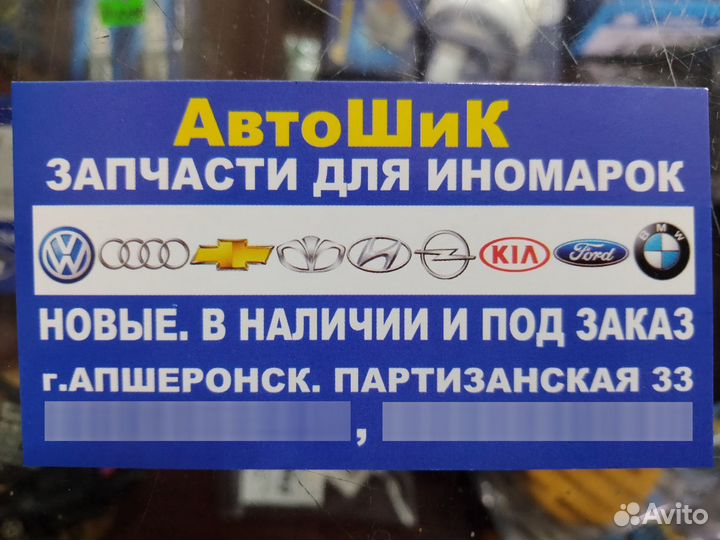 АвтоШиК
ЗАПЧАСТИ ДЛЯ ИНОМАРОК
KIA Ford BMW
НОВЫЕ. В НАЛИЧИИ И ПОД ЗАКАЗ
г.АПШЕРОНСК. ПАРТИЗАНСКАЯ 33
,
Avito